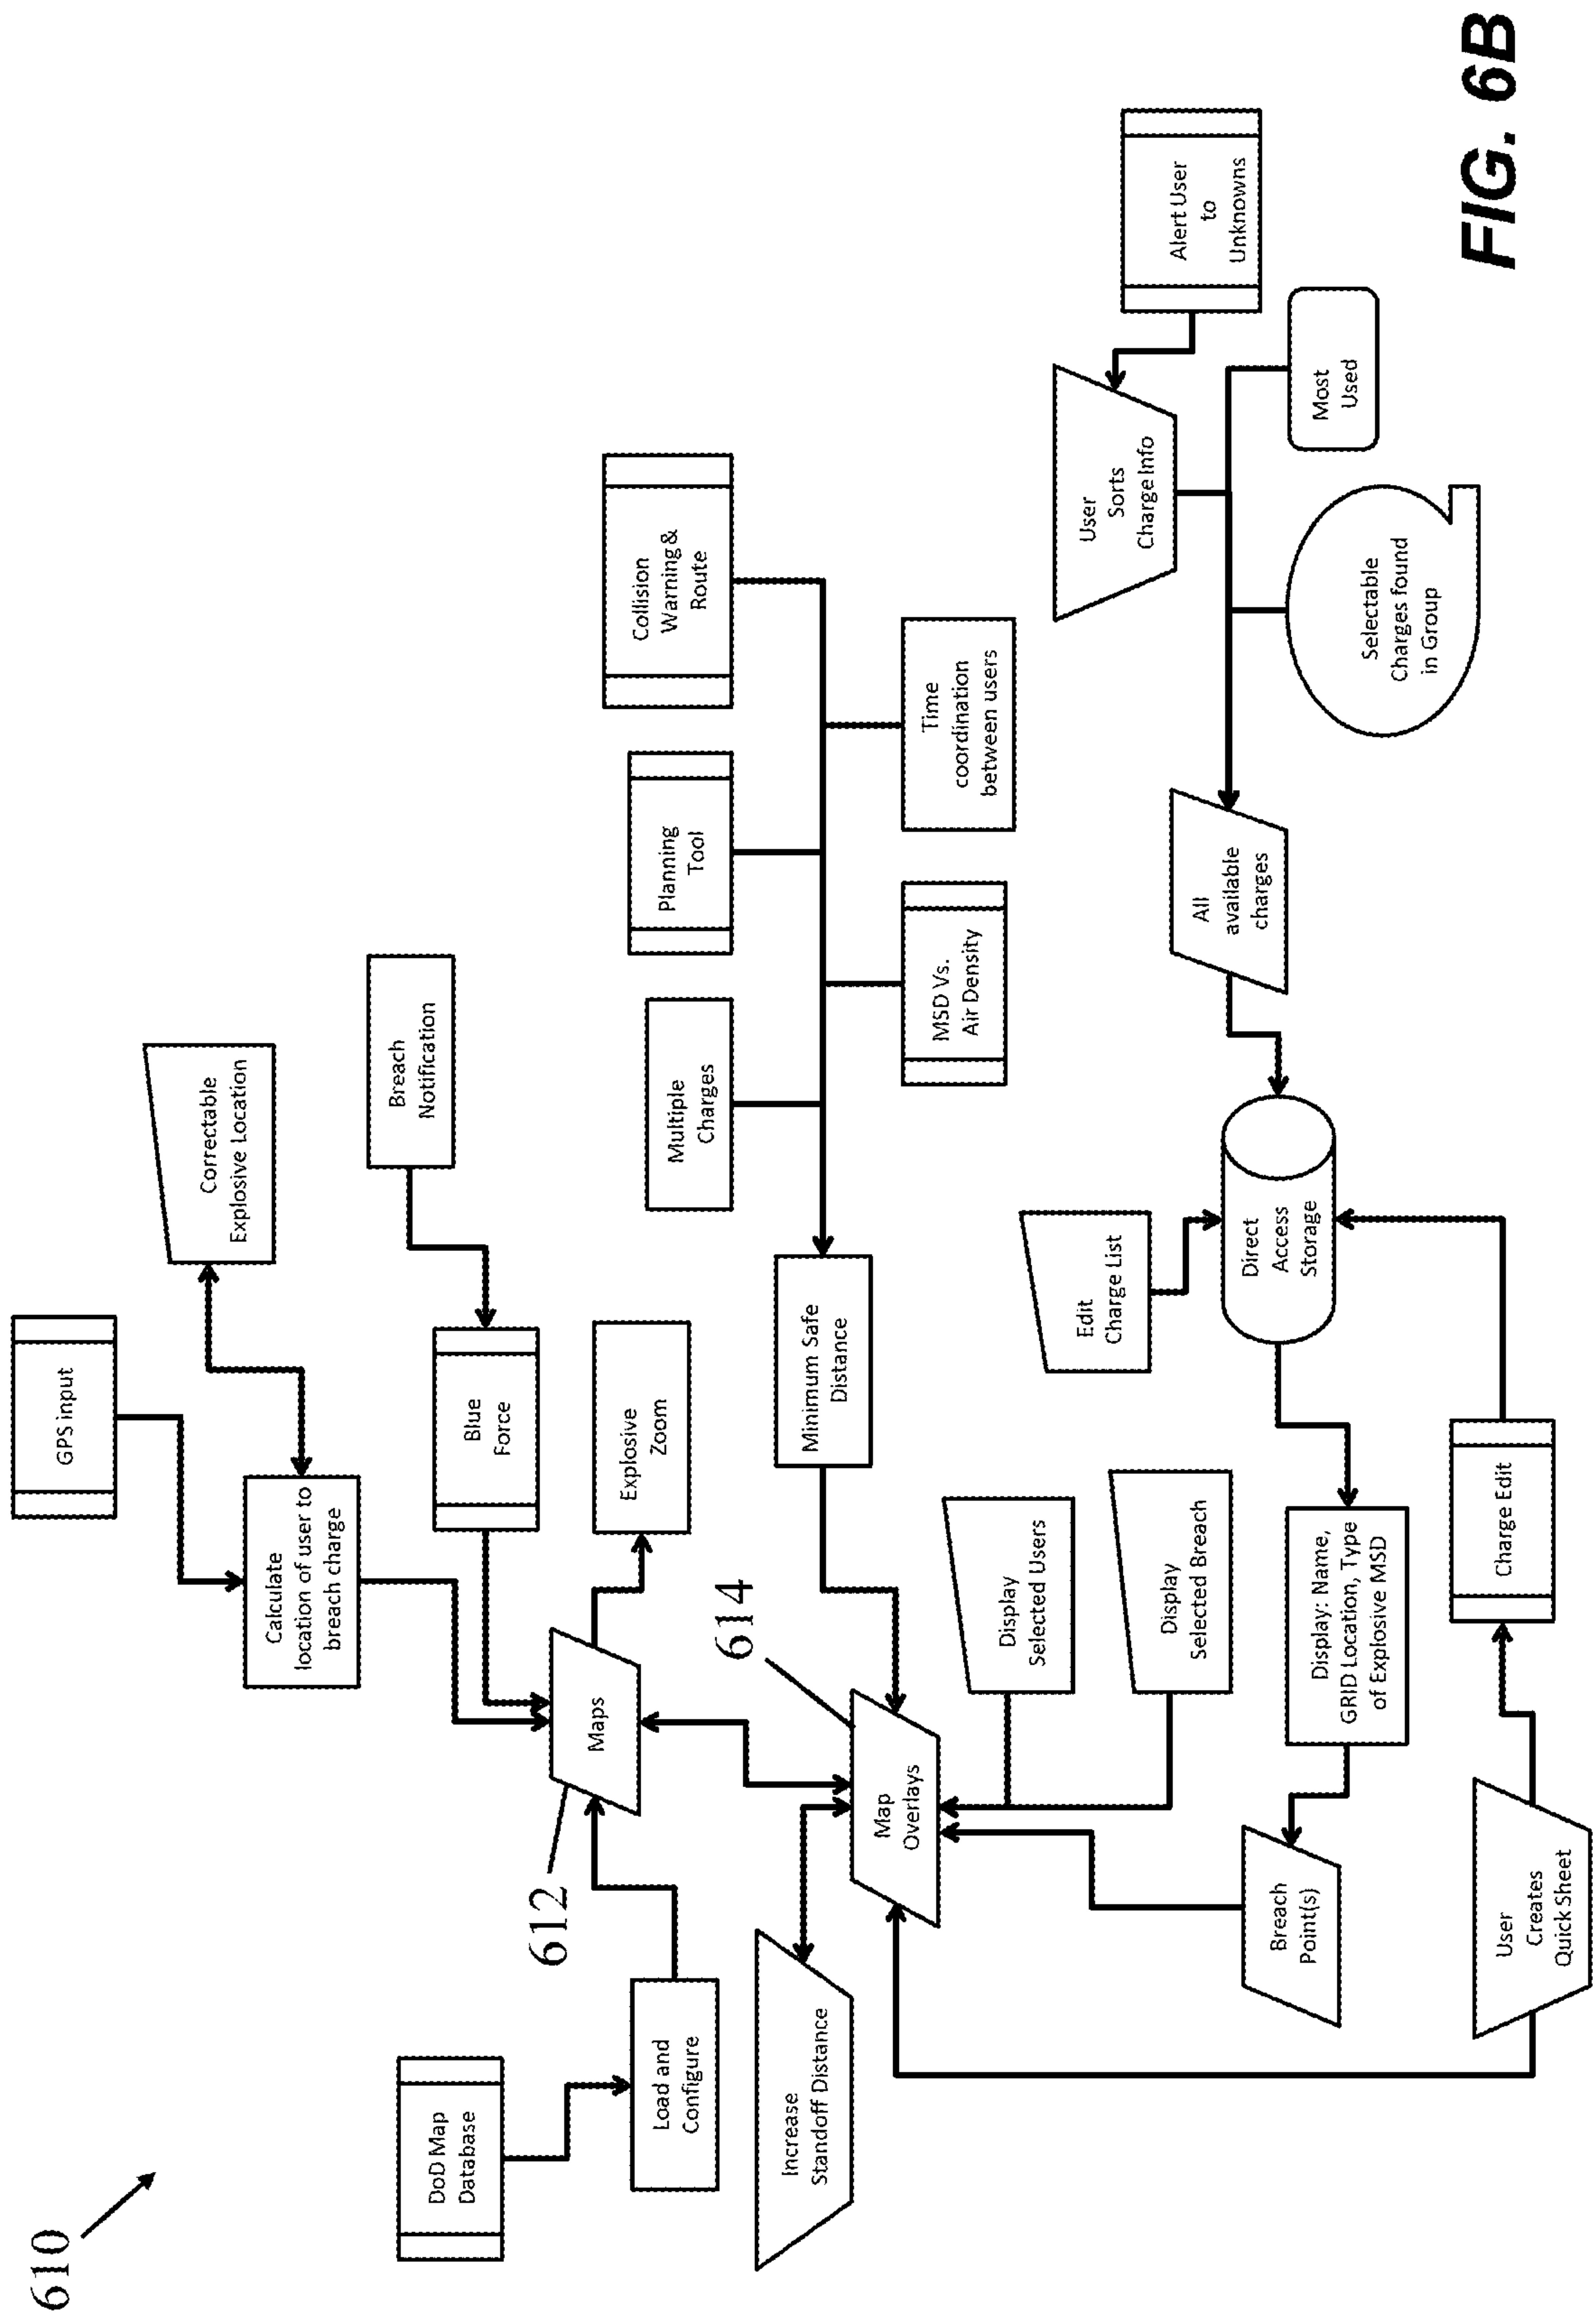 610
GPS input
Correctable
Explosive Location
Calculate
location of user to
breach charge
DoD Map
Database
Blue
Force
Breach
Notification
612
Maps
Explosive
Zoom
Load and
Configure
Multiple
Charges
Planning
Tool
Collision
Warning &
Route
614
Increase
Standoff Distance
Map
Overlays
Minimum Safe
Distance
MSD Vs.
Air Density
Time
coordination
between users
Display
Selected Users
Display
Selected Breach
Edit
Charge List
User
Sorts
Charge Info
Alert User
to
Unknowns
Breach
Point(s)
Display: Name,
GRID Location, Type
of Explosive MSD
Direct
Access
Storage
All
available
charges
Selectable
Charges found
in Group
Most
Used
User
Creates
Quick Sheet
Charge Edit
FIG. 6B